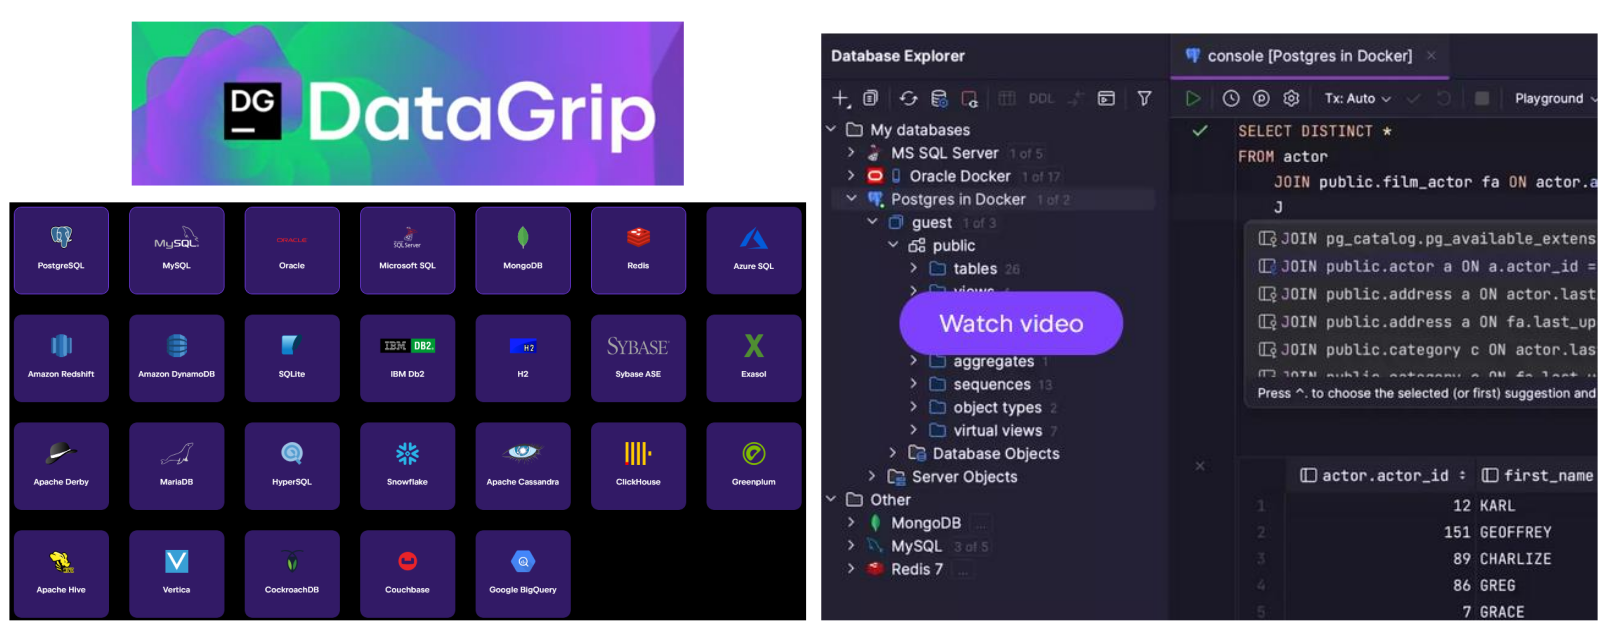 DG
DataGrip
PostgreSQL
MySQL
MySQL
ORACLE
Oracle
SQL Server
Microsoft SQL
MongoDB
Redis
Azure SQL
Amazon Redshift
Amazon DynamoDB
SQLite
IBM DB2.
IBM Db2
H2
H2
SYBASE
Sybase ASE
X
Exasol
Apache Derby
MariaDB
HyperSQL
Snowflake
Apache Cassandra
ClickHouse
Greenplum
Apache Hive
Vertica
CockroachDB
Couchbase
Google BigQuery
Database Explorer
DDL
My databases
MS SQL Server 1 of 5
Oracle Docker 1 of 17
Postgres in Docker 1 of 2
guest 1 of 3
public
tables 26
views
Watch video
aggregates 1
sequences 13
object types 2
virtual views 7
Database Objects
Server Objects
Other
MongoDB ...
MySQL 3 of 5
Redis 7 ...
console [Postgres in Docker]
Tx: Auto
Playground
SELECT DISTINCT *
FROM actor
JOIN public.film_actor fa ON actor.a
J
JOIN pg_catalog.pg_available_extens
JOIN public.actor a ON a.actor_id =
JOIN public.address a ON actor.last
JOIN public.address a ON fa.last_up
JOIN public.category c ON actor.las
JOIN public.category c ON fa.last_u
Press ^. to choose the selected (or first) suggestion and
actor.actor_id first_name
1 12 KARL
2 151 GEOFFREY
3 89 CHARLIZE
4 86 GREG
5 7 GRACE